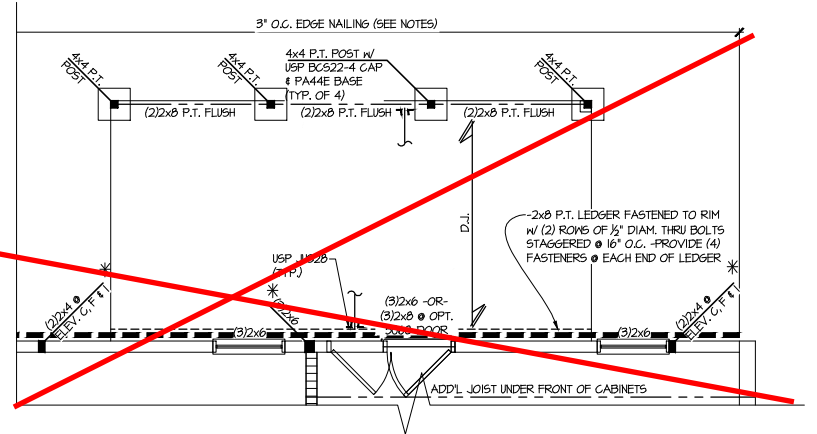 3" O.C. EDGE NAILING (SEE NOTES)
4x4 P.T.
POST
4x4 P.T.
POST
4x4 P.T. POST w/
USP BCS22-4 CAP
& PA44E BASE
(TYP. OF 4)
4x4 P.T.
POST
(2)2x8 P.T. FLUSH
(2)2x8 P.T. FLUSH
(2)2x8 P.T. FLUSH
D.J.
-2x8 P.T. LEDGER FASTENED TO RIM
w/ (2) ROWS OF ½" DIAM. THRU BOLTS
STAGGERED @ 16" O.C. -PROVIDE (4)
FASTENERS @ EACH END OF LEDGER
USP
(TYP.)
(2)2x4 @
ELEV. C, F & T
(2)2x6
(3)2x6 -OR-
(3)2x8 @ OPT.
DOOR
(2)2x4 @
ELEV. C, F & T
(3)2x6
(3)2x6
ADD'L JOIST UNDER FRONT OF CABINETS